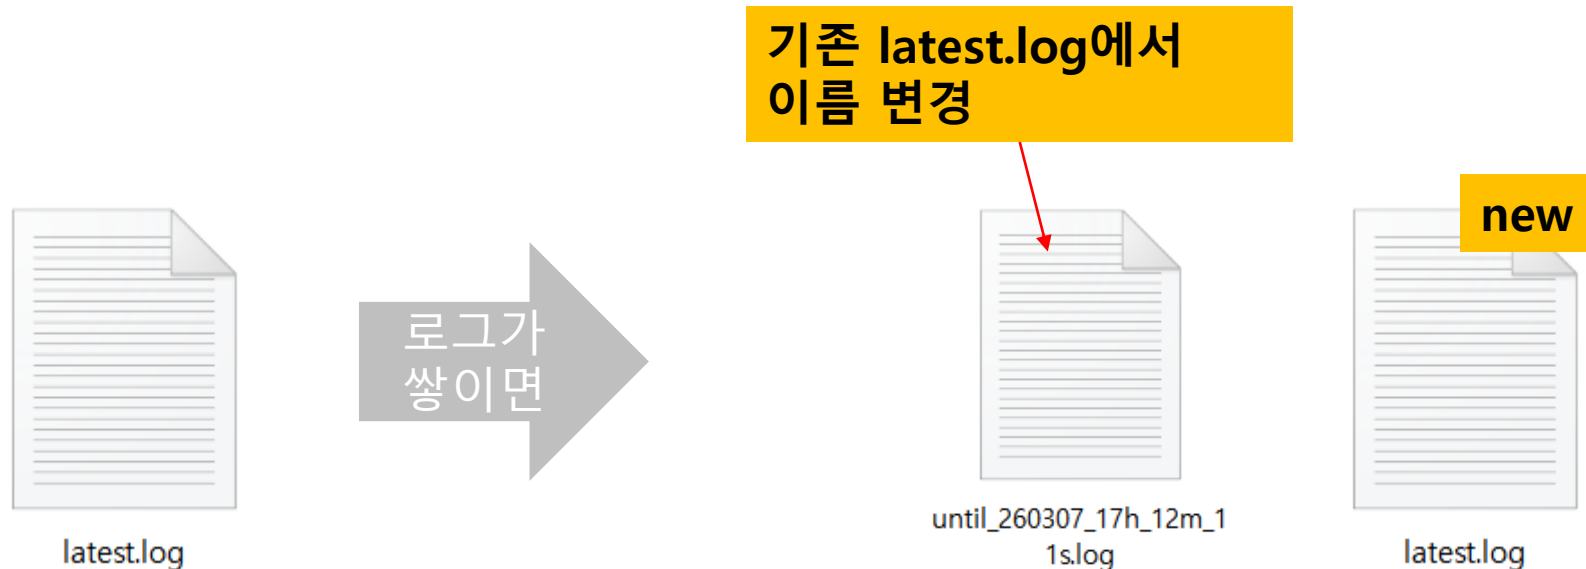 기존 latest.log에서
이름 변경
new
로그가
쌓이면
latest.log
until_260307_17h_12m_1
1s.log
latest.log